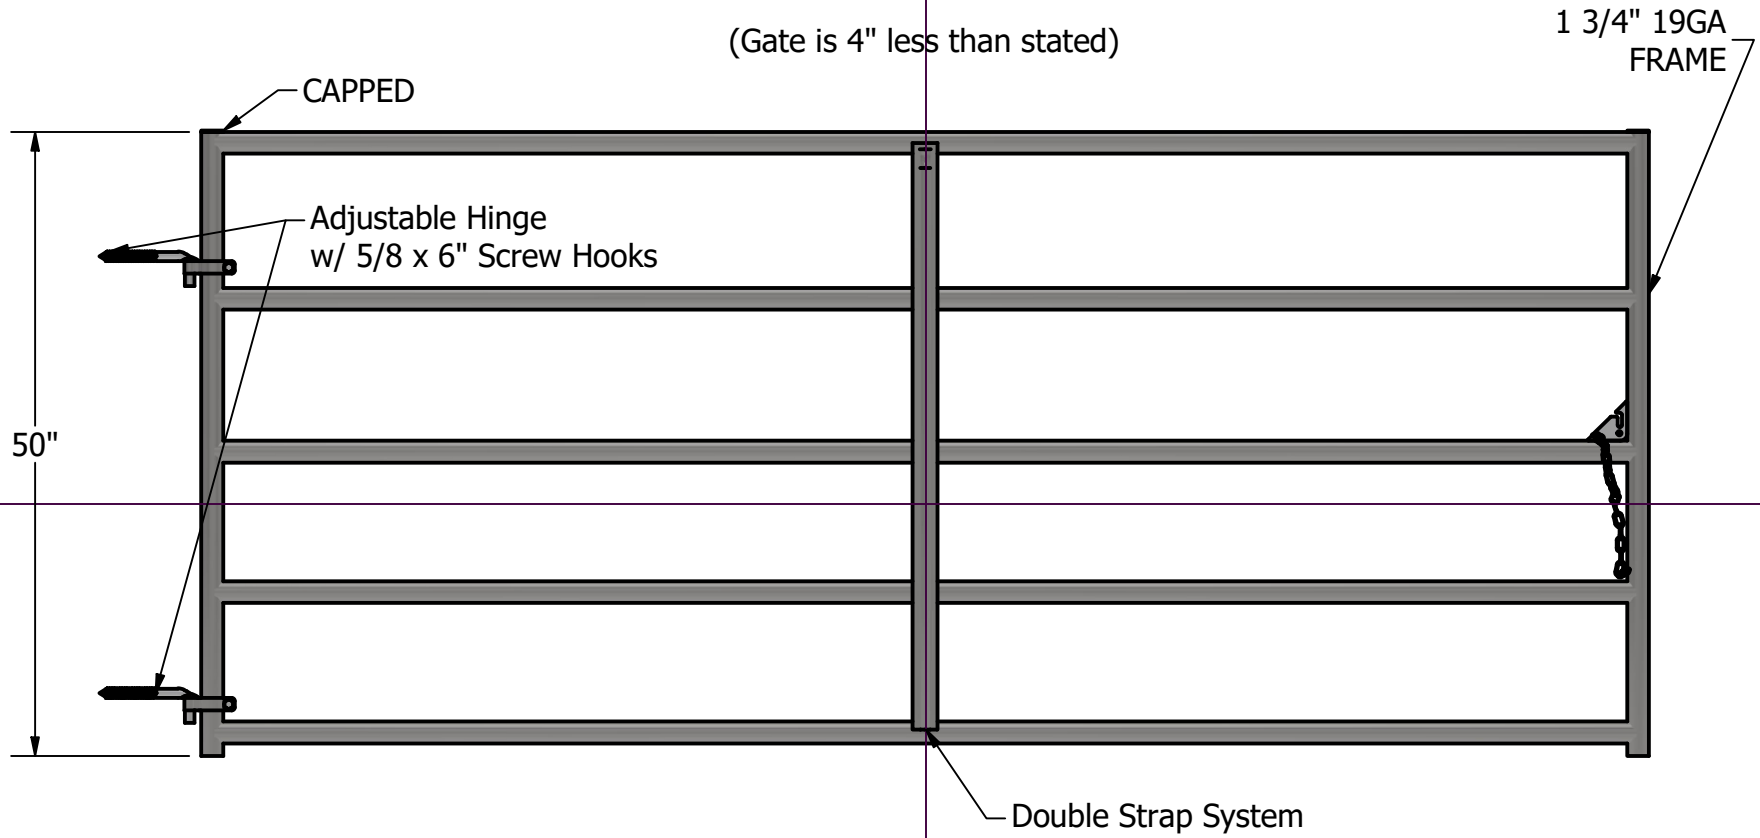 (Gate is 4" less than stated)
1 3/4" 19GA
FRAME
CAPPED
Adjustable Hinge
w/ 5/8 x 6" Screw Hooks
50"
Double Strap System